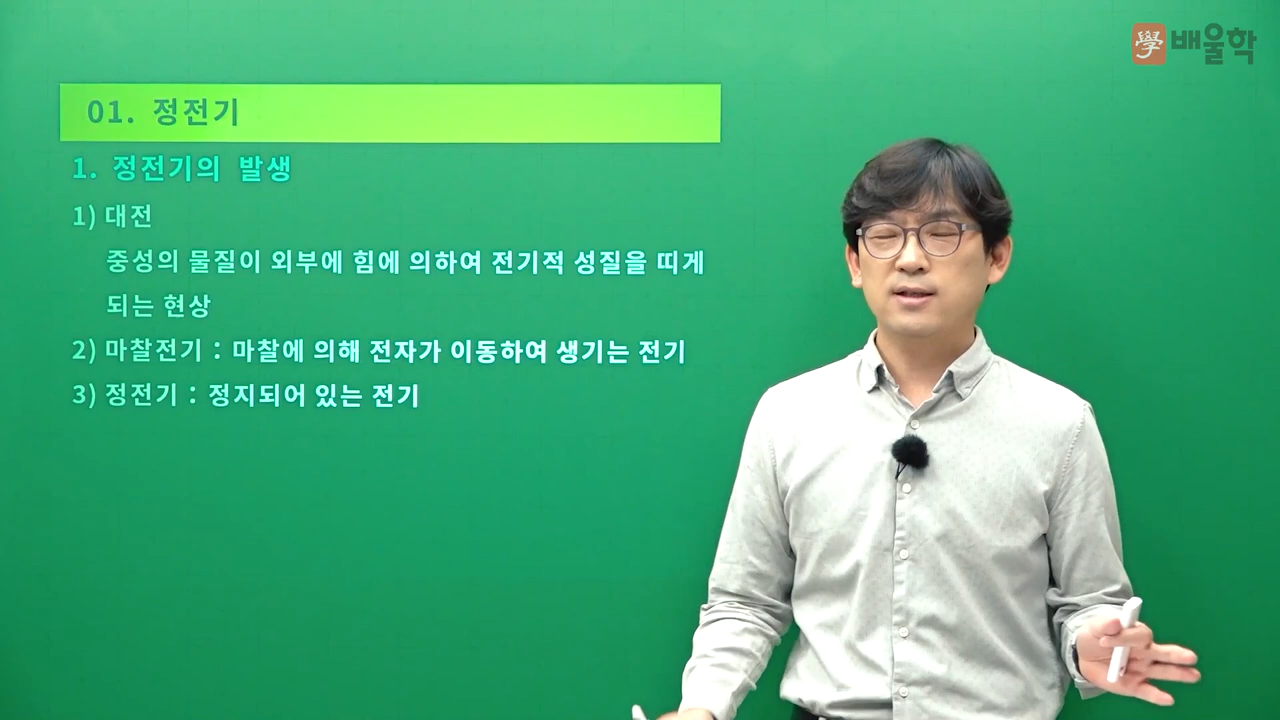 學 배울학
01. 정전기
1. 정전기의 발생
1) 대전
중성의 물질이 외부에 힘에 의하여 전기적 성질을 띠게
되는 현상
2) 마찰전기 : 마찰에 의해 전자가 이동하여 생기는 전기
3) 정전기 : 정지되어 있는 전기